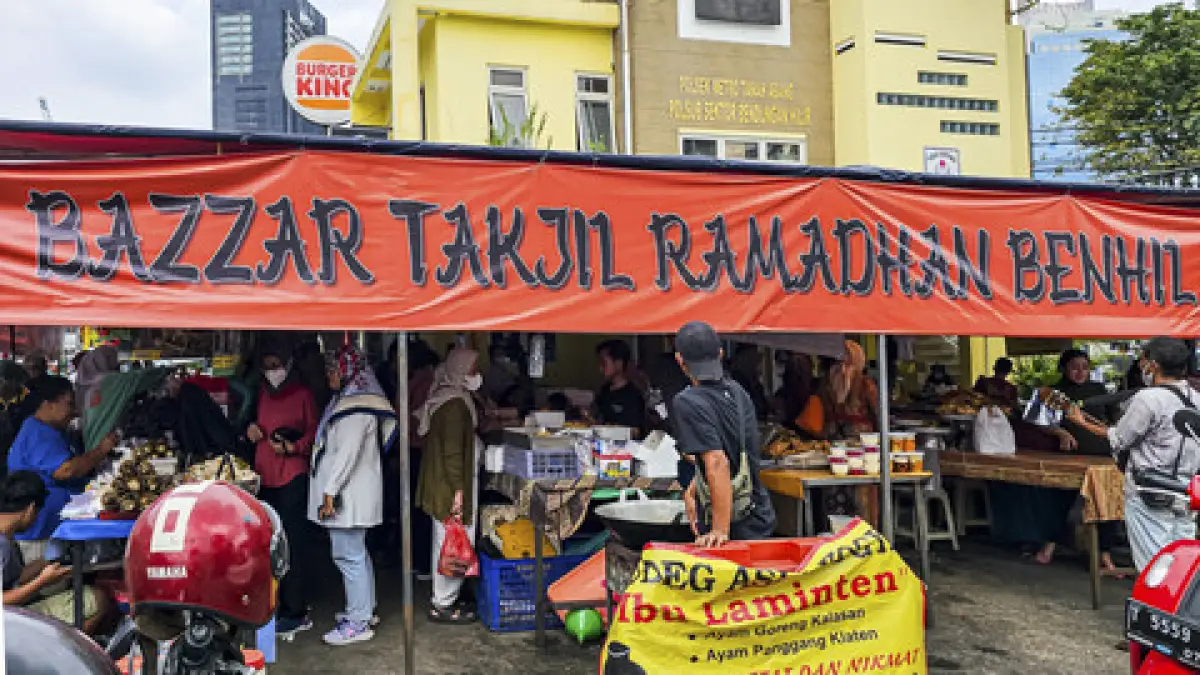 BURGER
KING
POLSEK METRO TANAH ABANG
POLSUB SEKTOR BENDUNGAN HILIR
BAZZAR TAKJIL RAMADHAN BENHIL
YAMAHA
Ibu Laminten"
• Ayam Goreng Kalasan
• Ayam Panggang Klaten
DAN NIKMAT
5559